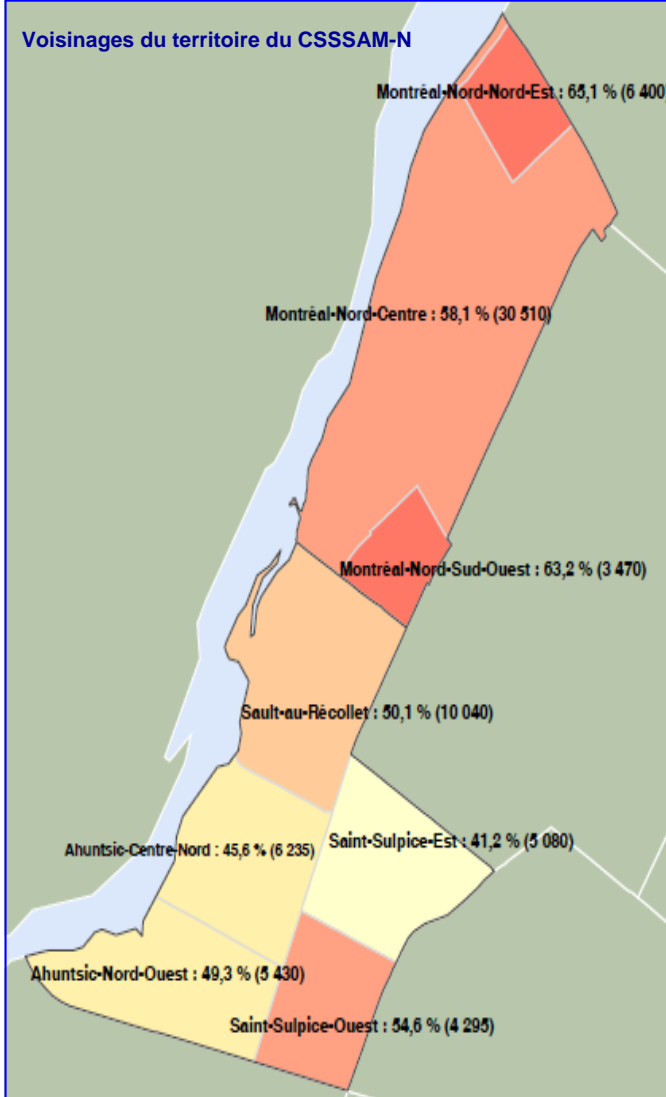 Voisinages du territoire du CSSSAM-N
Montréal-Nord-Nord-Est : 65,1 % (6 400)
Montréal-Nord-Centre : 58,1 % (30 510)
Montréal-Nord-Sud-Ouest : 63,2 % (3 470)
Sault-au-Récollet : 50,1 % (10 040)
Saint-Sulpice-Est : 41,2 % (5 080)
Ahuntsic-Centre-Nord : 45,6 % (6 235)
Ahuntsic-Nord-Ouest : 49,3 % (5 430)
Saint-Sulpice-Ouest : 54,6 % (4 295)